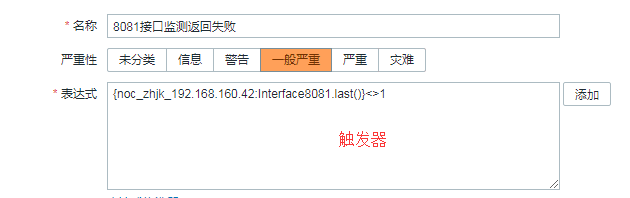 * 名称 8081接口监测返回失败
严重性 未分类 信息 警告 一般严重 严重 灾难
* 表达式 {noc_zhjk_192.168.160.42:Interface8081.last()}<>1 添加
触发器